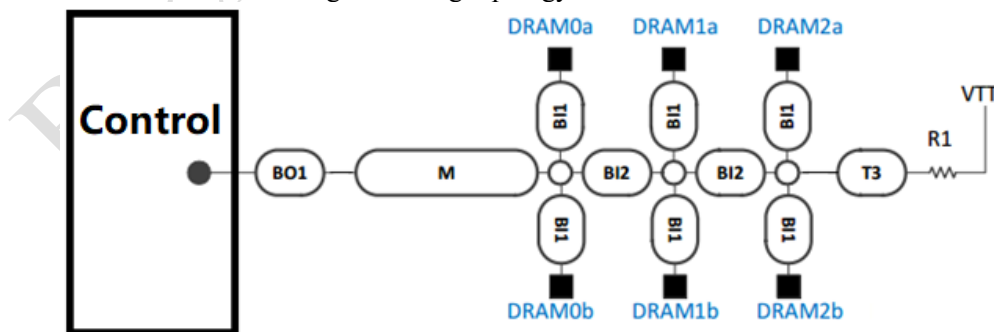 DRAM0a DRAM1a DRAM2a
VTT
Control
BI1 BI1 BI1
R1
BO1 M BI2 BI2 T3
BI1 BI1 BI1
DRAM0b DRAM1b DRAM2b